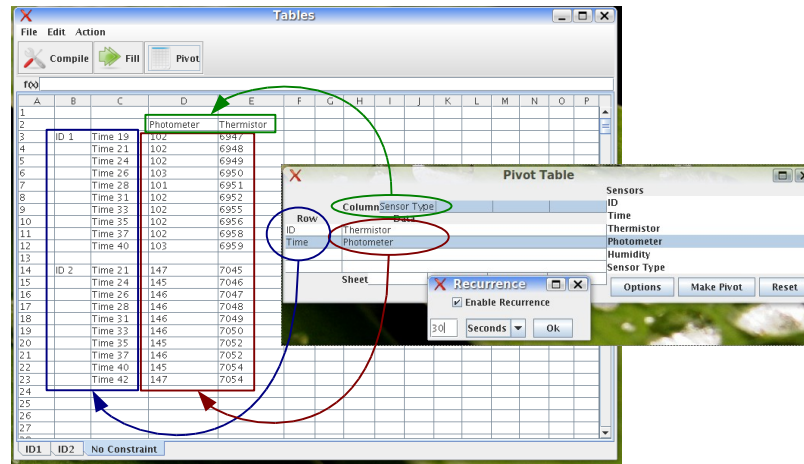 Tables
File Edit Action
Compile Fill Pivot
f(x)
A B C D E F G H I J K L M N O P
1
2 Photometer Thermistor
3 ID 1 Time 19 102 6947
4 Time 21 102 6948
5 Time 24 102 6949
6 Time 26 103 6950
7 Time 28 101 6951
8 Time 31 102 6952
9 Time 33 102 6955
10 Time 35 102 6956
11 Time 37 102 6958
12 Time 40 103 6959
13
14 ID 2 Time 21 147 7045
15 Time 24 145 7046
16 Time 26 146 7047
17 Time 28 146 7048
18 Time 31 146 7049
19 Time 33 146 7050
20 Time 35 145 7052
21 Time 37 146 7052
22 Time 40 145 7054
23 Time 42 147 7054
24
25
26
27
ID1 ID2 No Constraint
Pivot Table
Column Sensor Type
Row Data
ID Thermistor
Time Photometer
Sheet
Sensors
ID
Time
Thermistor
Photometer
Humidity
Sensor Type
Options Make Pivot Reset
Recurrence
Enable Recurrence
30 Seconds Ok